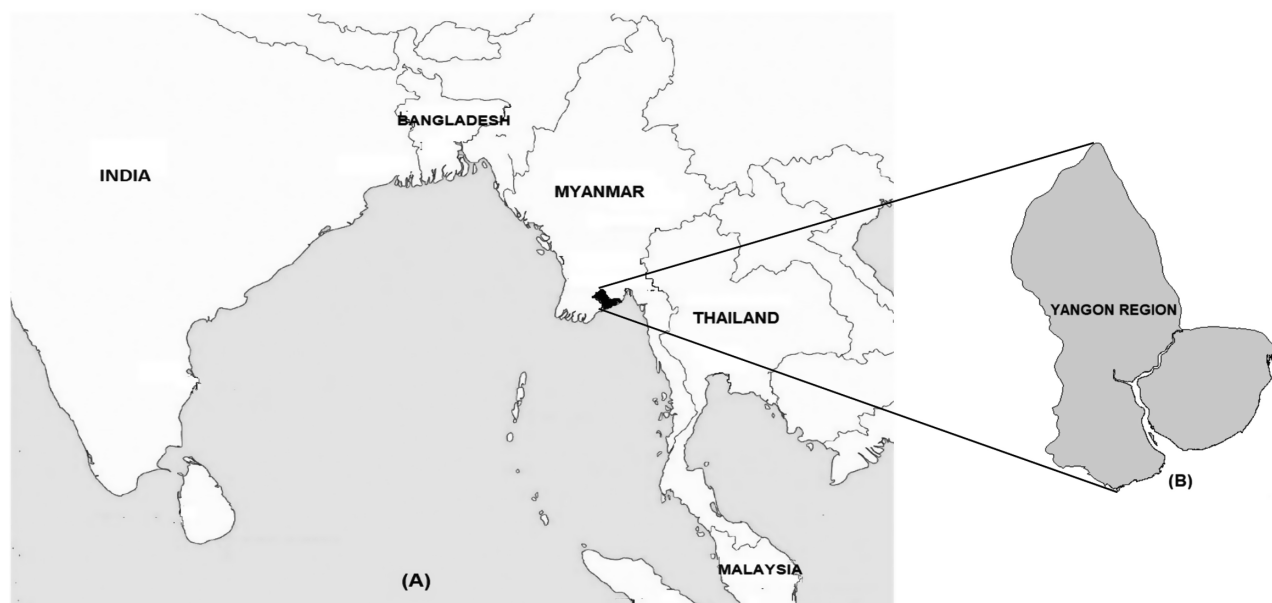 BANGLADESH
INDIA
MYANMAR
THAILAND
YANGON REGION
(B)
MALAYSIA
(A)